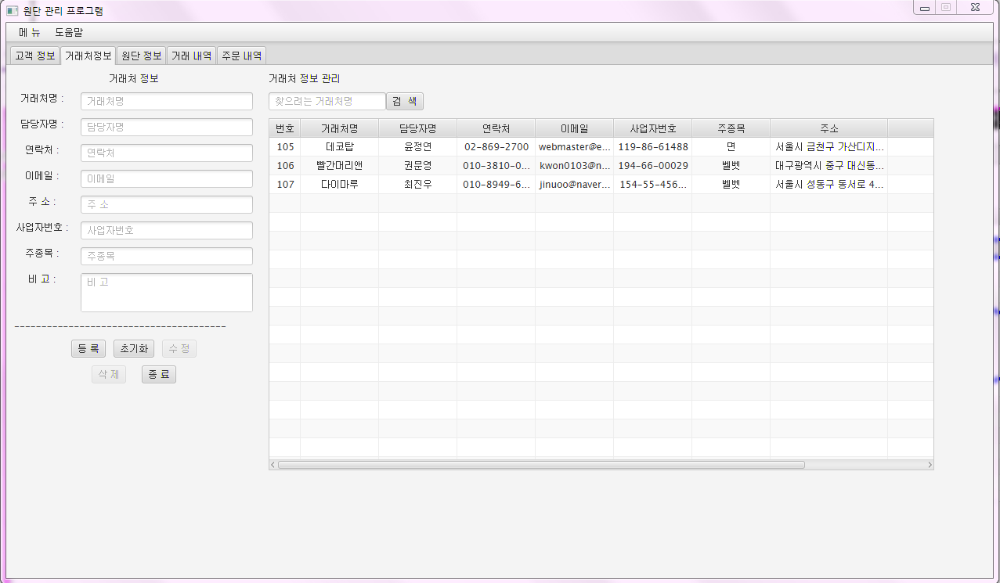 원단 관리 프로그램
메 뉴 도움말
고객 정보 거래처정보 원단 정보 거래 내역 주문 내역
거래처 정보
거래처명 : 거래처명
담당자명 : 담당자명
연락처 : 연락처
이메일 : 이메일
주 소 : 주 소
사업자번호 : 사업자번호
주종목 : 주종목
비 고 : 비 고
---------------------------------------
등 록 초기화 수 정
삭 제 종 료
거래처 정보 관리
찾으려는 거래처명 검 색
번호 거래처명 담당자명 연락처 이메일 사업자번호 주종목 주소
105 데코탑 윤정연 02-869-2700 webmaster@e... 119-86-61488 면 서울시 금천구 가산디지...
106 빨간머리앤 권문영 010-3810-0... kwon0103@n... 194-66-00029 벨벳 대구광역시 중구 대신동...
107 다이마루 최진우 010-8949-6... jinuoo@naver... 154-55-456... 벨벳 서울시 성동구 동서로 4...